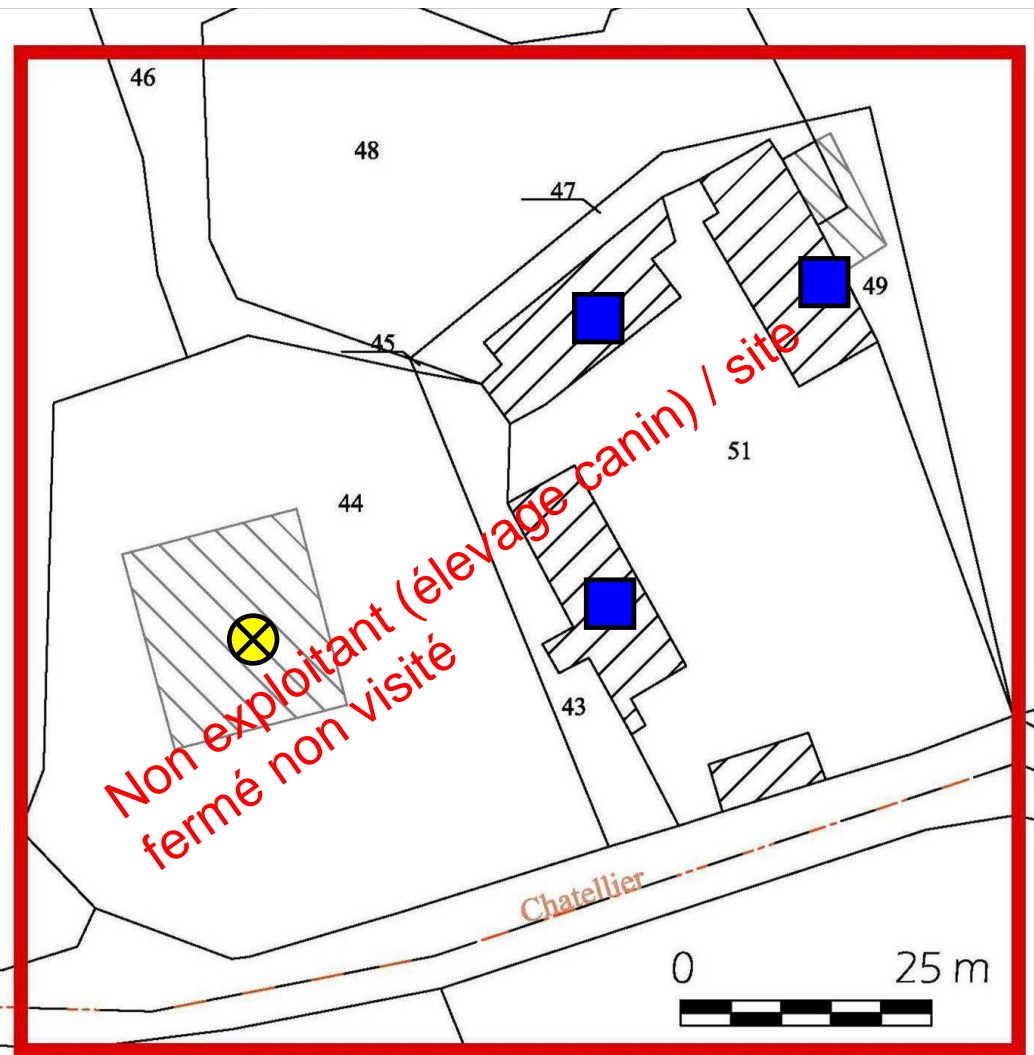 46
48
47
49
45
51
44
Non exploitant (élevage canin) / site
fermé non visité
43
Chatellier
0 25 m